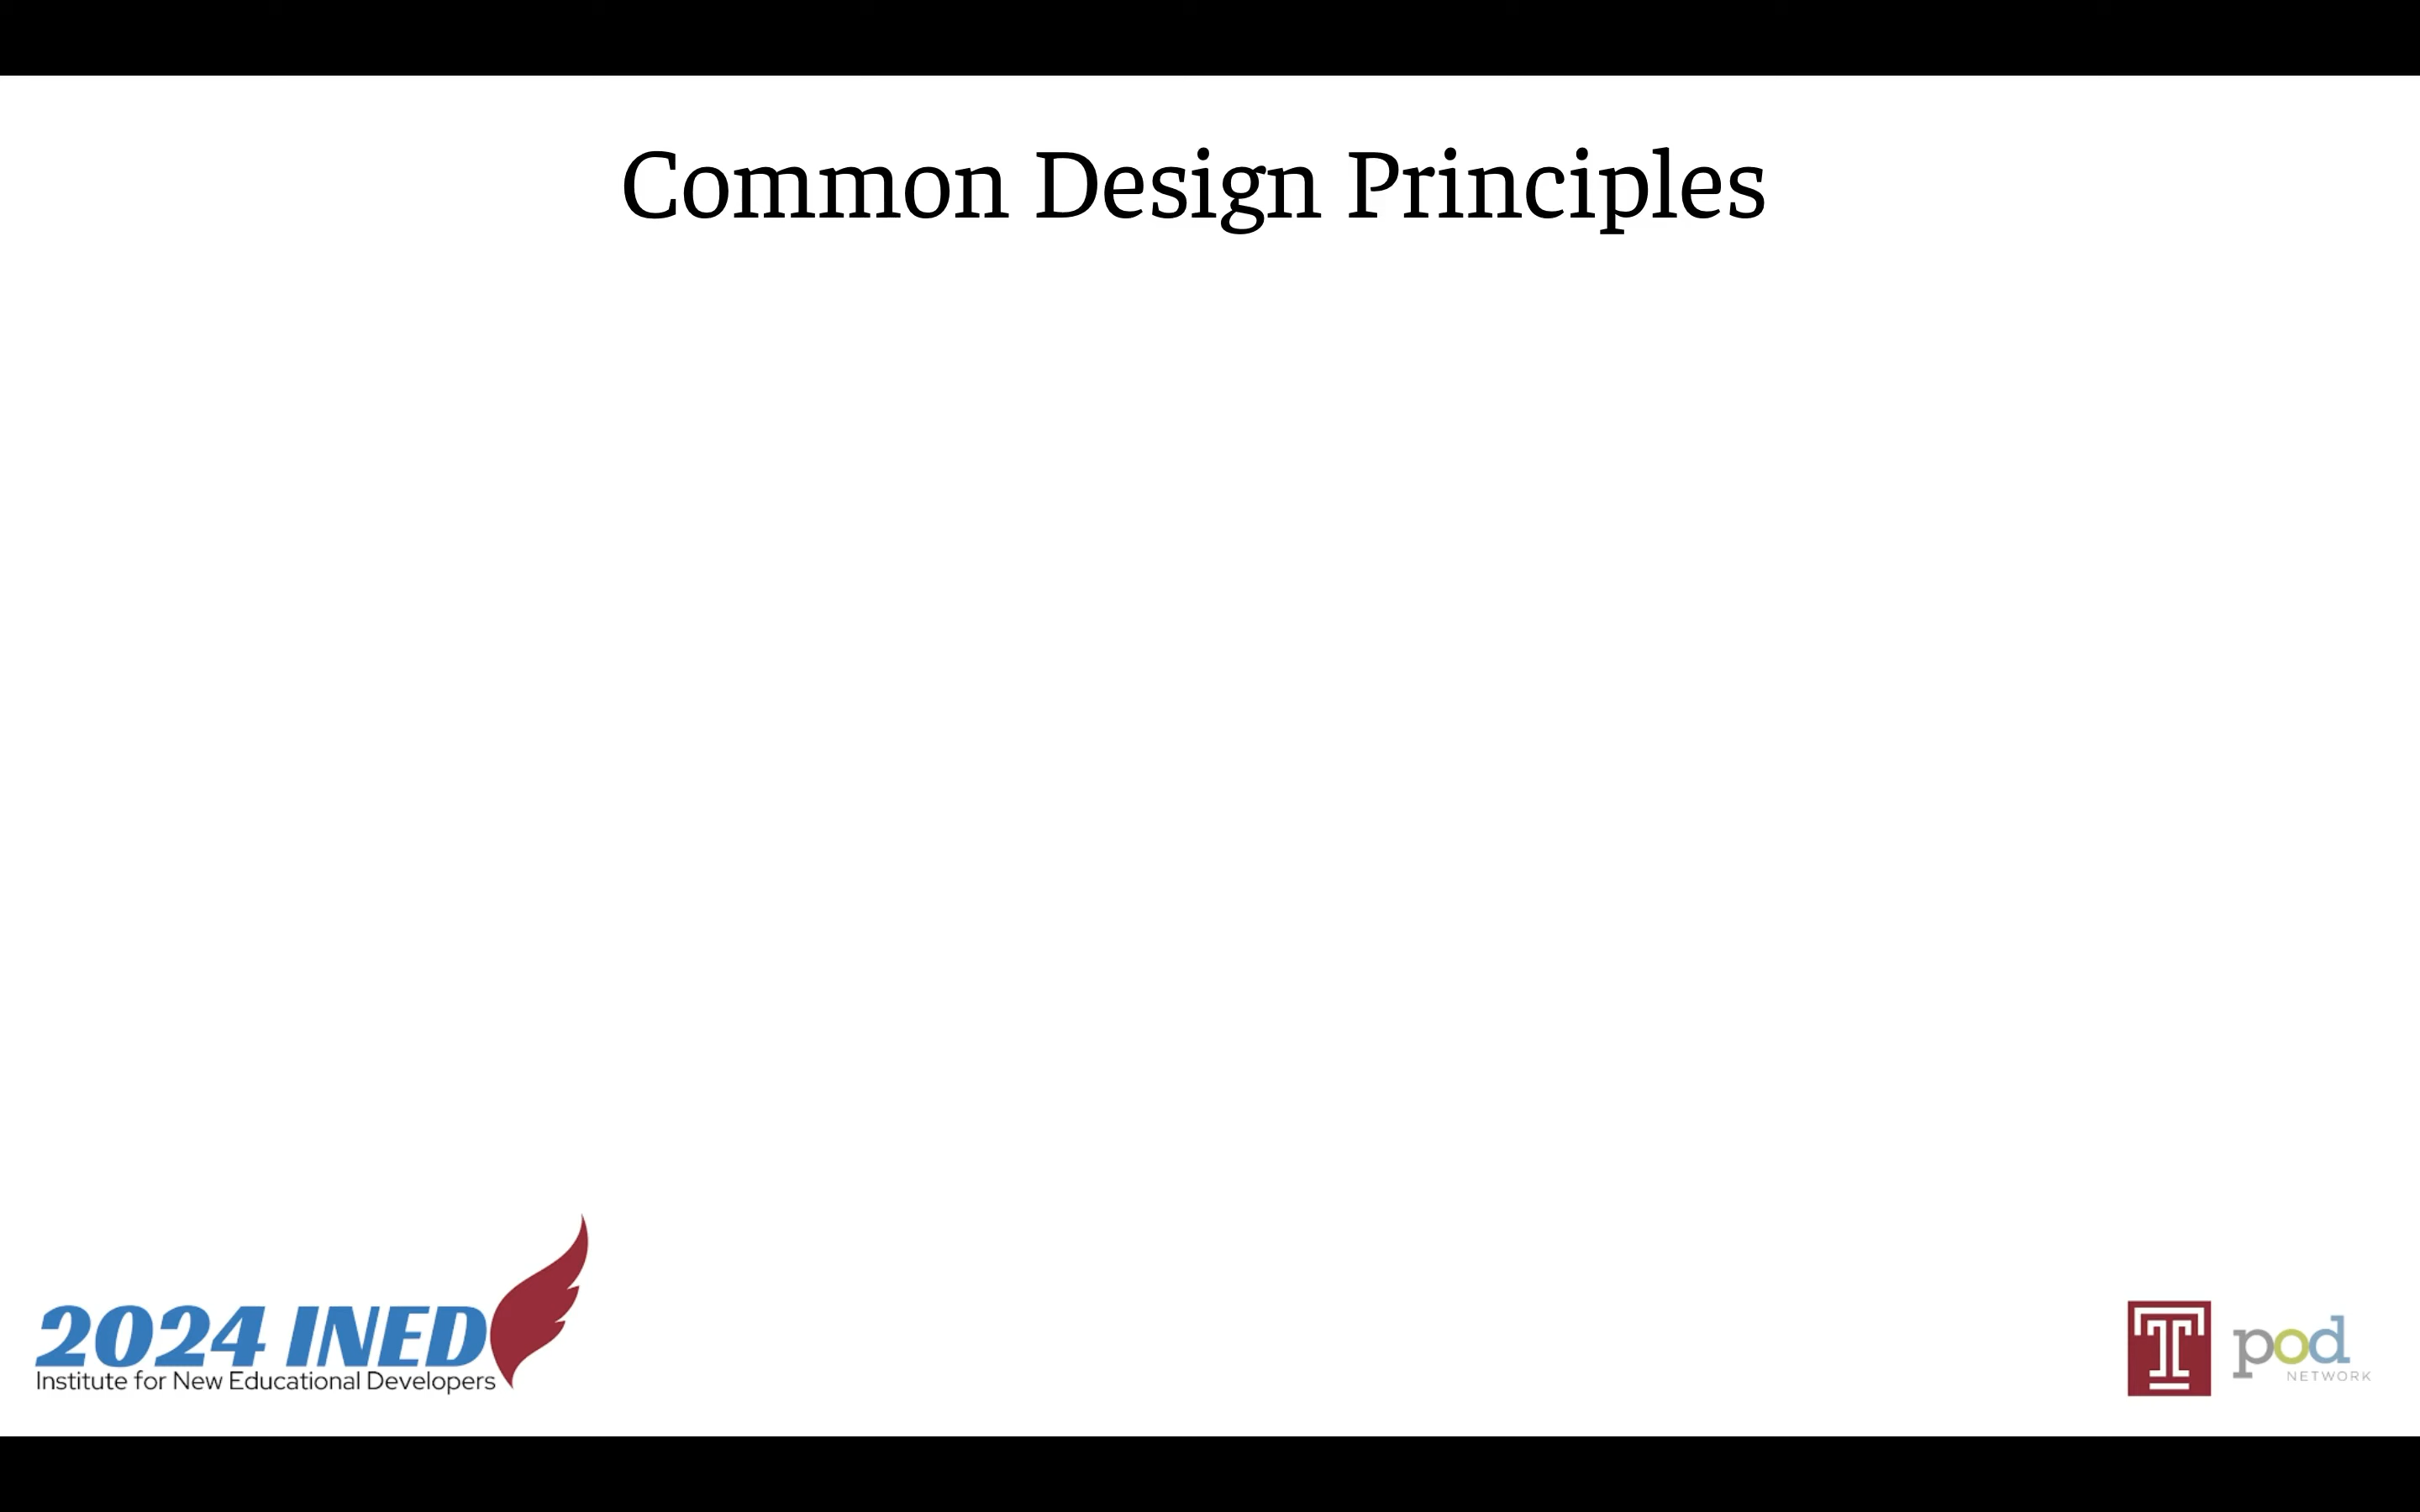 Common Design Principles
2024 INED
Institute for New Educational Developers
T
pod
NETWORK